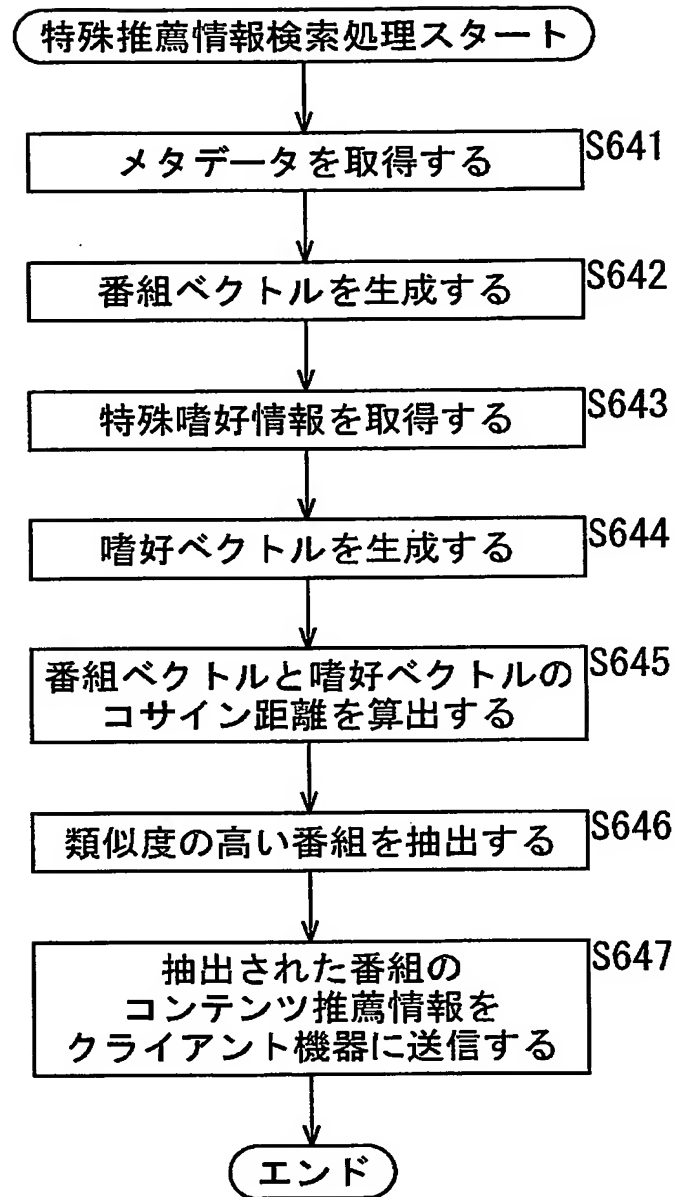 特殊推薦情報検索処理スタート
メタデータを取得する
S641
番組ベクトルを生成する
S642
特殊嗜好情報を取得する
S643
嗜好ベクトルを生成する
S644
番組ベクトルと嗜好ベクトルの
コサイン距離を算出する
S645
類似度の高い番組を抽出する
S646
抽出された番組の
コンテンツ推薦情報を
クライアント機器に送信する
S647
エンド